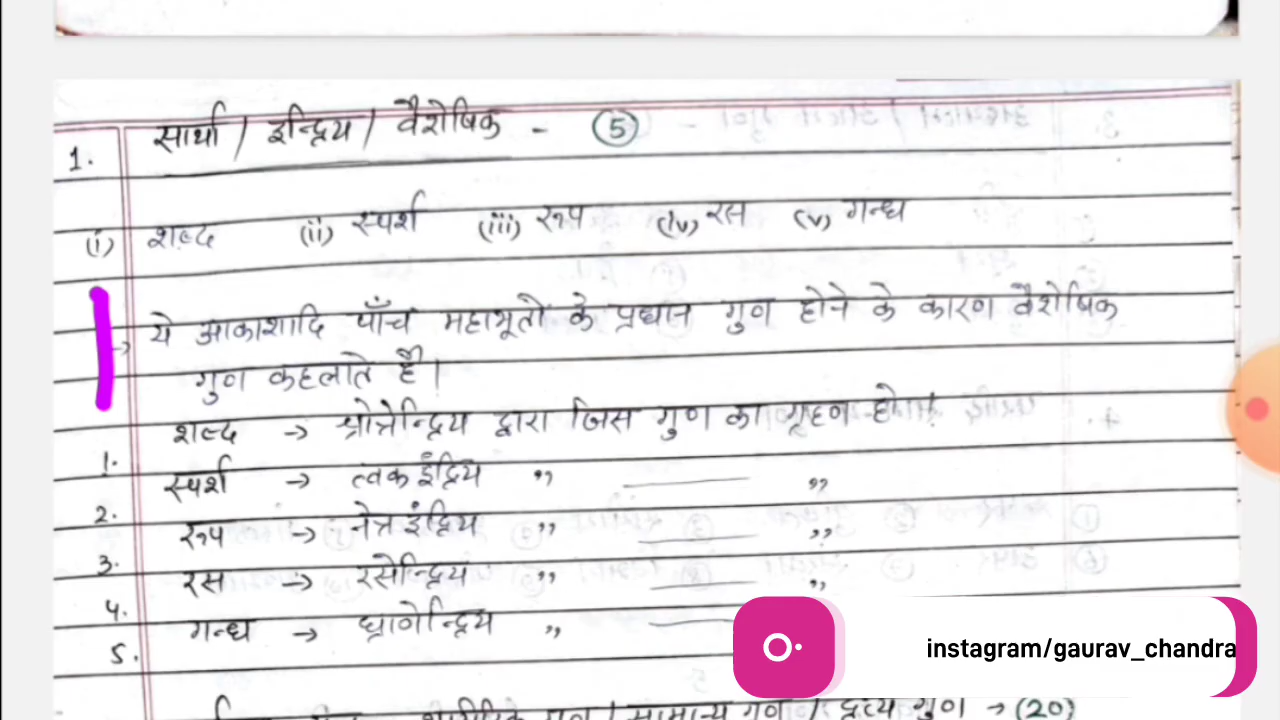 1. सार्था / इन्द्रिय / वैशेषिक - ⑤
(i) शब्द (ii) स्पर्श (iii) रूप (iv) रस (v) गन्ध
→ ये आकाशादि पाँच महाभूतों के प्रधान गुण होने के कारण वैशेषिक
गुण कहलाते हैं।
1. शब्द → श्रोत्रेन्द्रिय द्वारा जिस गुण का गृहण हो।
2. स्पर्श → त्वक इंद्रिय ,, —— ,,
3. रूप → नेत्र इंद्रिय ,, —— ,,
4. रस → रसेन्द्रिय ,, —— ,,
5. गन्ध → घ्राणेन्द्रिय ,, ——
instagram/gaurav_chandra
/ सामान्य गुण / द्रव्य गुण → (20)